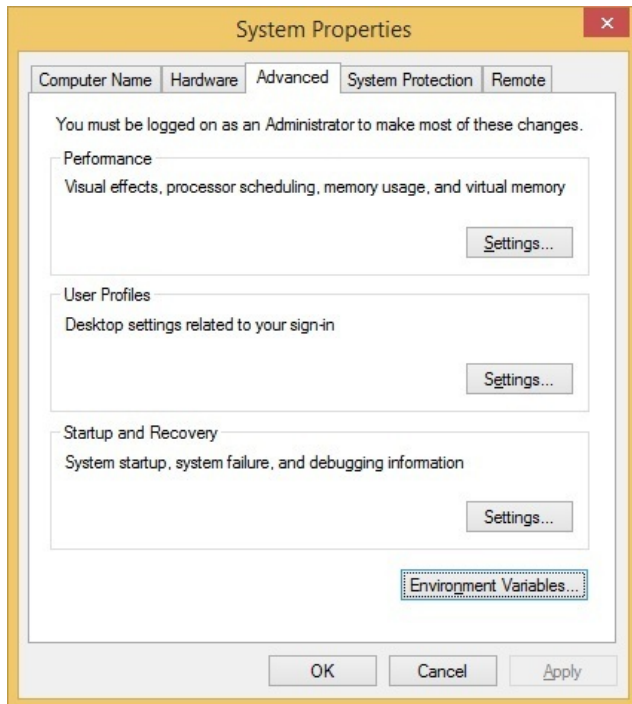 System Properties
Computer Name Hardware Advanced System Protection Remote
You must be logged on as an Administrator to make most of these changes.
Performance
Visual effects, processor scheduling, memory usage, and virtual memory
Settings...
User Profiles
Desktop settings related to your sign-in
Settings...
Startup and Recovery
System startup, system failure, and debugging information
Settings...
Environment Variables...
OK Cancel Apply